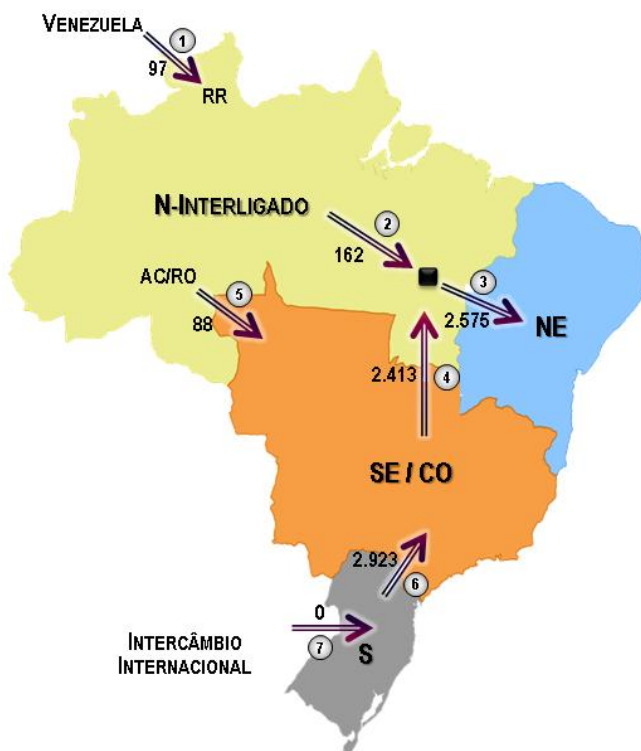 VENEZUELA
1
97
RR
N-INTERLIGADO
2
162
3
AC/RO
5
88
2.575
NE
2.413
4
SE / CO
2.923
6
0
7
INTERCÂMBIO
INTERNACIONAL
S